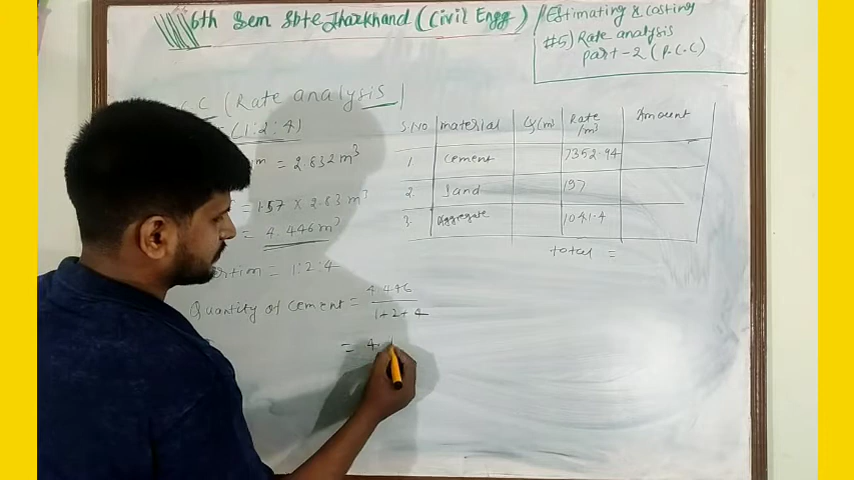 6th Sem Sbte Jharkhand (Civil Engg)
Estimating & costing
#5) Rate analysis
part-2 (P.C.C)
C (Rate analysis)
(1:2:4)
m = 2.832 m³
= 1.57 × 2.83 m³
= 4.446 m³
= 1:2:4
Quantity of cement = 4.446
1+2+4
= 4.
S.No material Q(m³ Rate /m³ Amount
1 cement 7352.94
2. Sand 197
3. Aggregate 1041.4
total =